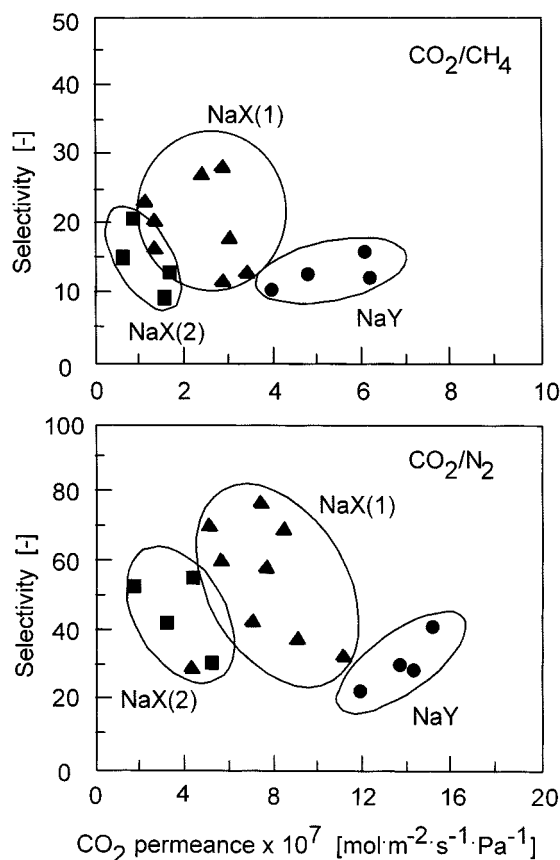 50
CO2/CH4
40
NaX(1)
30
20
10
NaX(2)
NaY
0
Selectivity [-]
0 2 4 6 8 10
100
CO2/N2
80
NaX(1)
60
40
20
NaX(2)
NaY
0
Selectivity [-]
0 4 8 12 16 20
CO2 permeance x 10^7 [mol·m^-2·s^-1·Pa^-1]